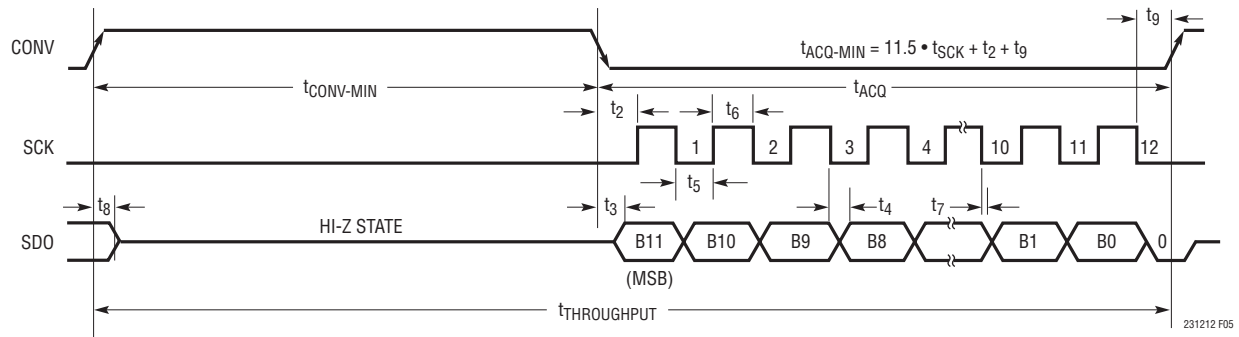 CONV
t9
tACQ-MIN = 11.5 • tSCK + t2 + t9
tCONV-MIN
tACQ
t2
t6
SCK
1 2 3 4 10 11 12
t5
t8
t3
t4
t7
SDO
HI-Z STATE
B11 B10 B9 B8 B1 B0 0
(MSB)
tTHROUGHPUT
231212 F05